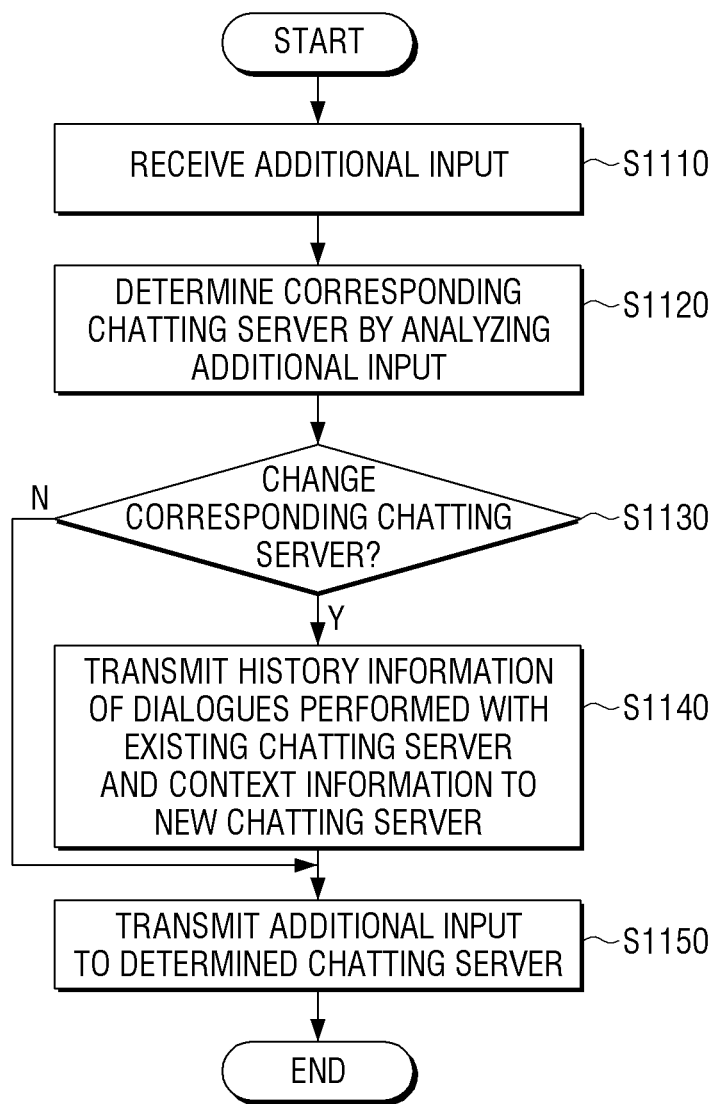 START
RECEIVE ADDITIONAL INPUT
S1110
DETERMINE CORRESPONDING
CHATTING SERVER BY ANALYZING
ADDITIONAL INPUT
S1120
CHANGE
CORRESPONDING CHATTING
SERVER?
S1130
N
Y
TRANSMIT HISTORY INFORMATION
OF DIALOGUES PERFORMED WITH
EXISTING CHATTING SERVER
AND CONTEXT INFORMATION TO
NEW CHATTING SERVER
S1140
TRANSMIT ADDITIONAL INPUT
TO DETERMINED CHATTING SERVER
S1150
END